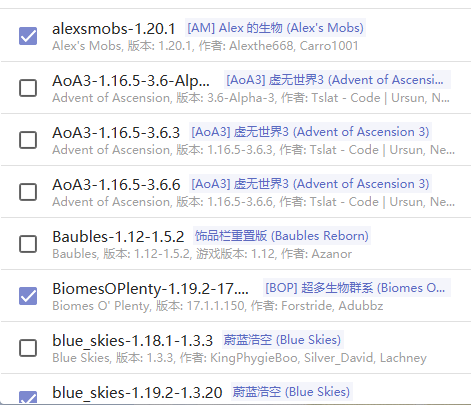 alexsmobs-1.20.1 [AM] Alex 的生物 (Alex's Mobs)
Alex's Mobs, 版本: 1.20.1, 作者: Alexthe668, Carro1001
AoA3-1.16.5-3.6-Alp... [AoA3] 虚无世界3 (Advent of Ascension...
Advent of Ascension, 版本: 3.6-Alpha-3, 作者: Tslat - Code | Ursun, N...
AoA3-1.16.5-3.6.3 [AoA3] 虚无世界3 (Advent of Ascension 3)
Advent of Ascension, 版本: 1.16.5-3.6.3, 作者: Tslat - Code | Ursun, Ne...
AoA3-1.16.5-3.6.6 [AoA3] 虚无世界3 (Advent of Ascension 3)
Advent of Ascension, 版本: 1.16.5-3.6.6, 作者: Tslat - Code | Ursun, Ne...
Baubles-1.12-1.5.2 饰品栏重置版 (Baubles Reborn)
Baubles, 版本: 1.12-1.5.2, 游戏版本: 1.12, 作者: Azanor
BiomesOPlenty-1.19.2-17.... [BOP] 超多生物群系 (Biomes O...
Biomes O' Plenty, 版本: 17.1.1.150, 作者: Forstride, Adubbz
blue_skies-1.18.1-1.3.3 蔚蓝浩空 (Blue Skies)
Blue Skies, 版本: 1.3.3, 作者: KingPhygieBoo, Silver_David, Lachney
blue_skies-1.19.2-1.3.20 蔚蓝浩空 (Blue Skies)